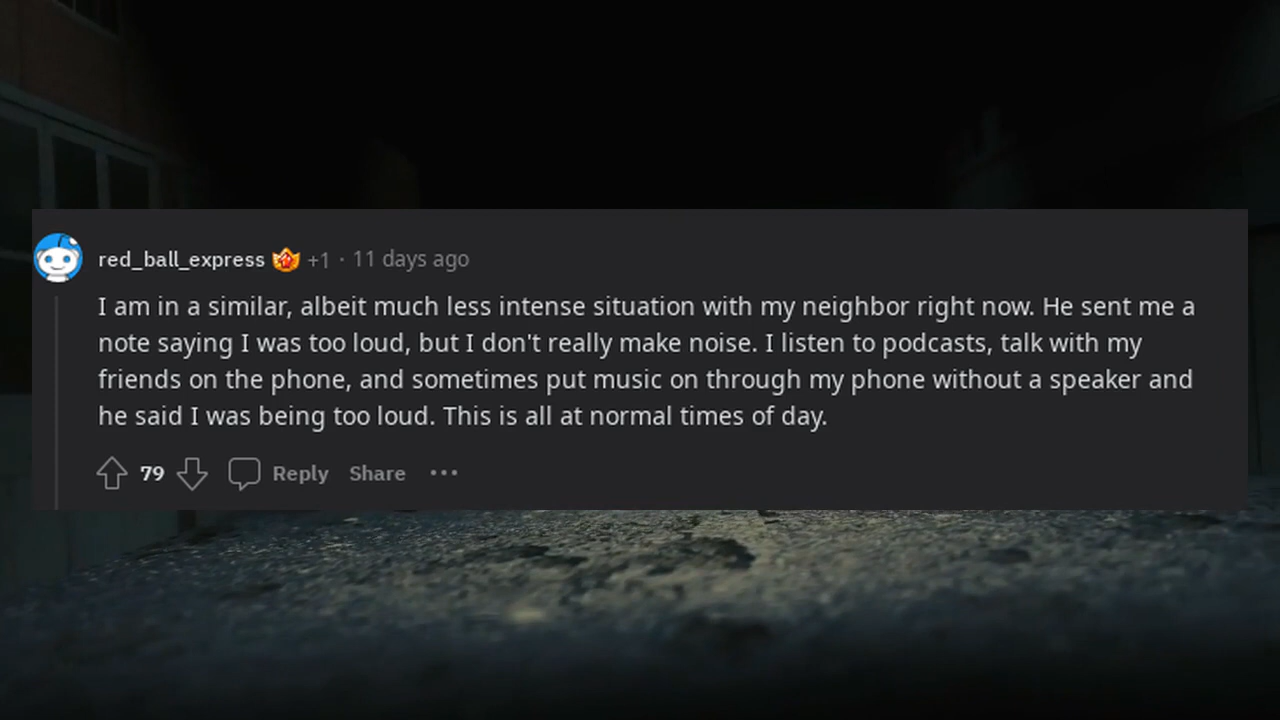 red_ball_express +1 · 11 days ago
I am in a similar, albeit much less intense situation with my neighbor right now. He sent me a
note saying I was too loud, but I don't really make noise. I listen to podcasts, talk with my
friends on the phone, and sometimes put music on through my phone without a speaker and
he said I was being too loud. This is all at normal times of day.
79 Reply Share ···